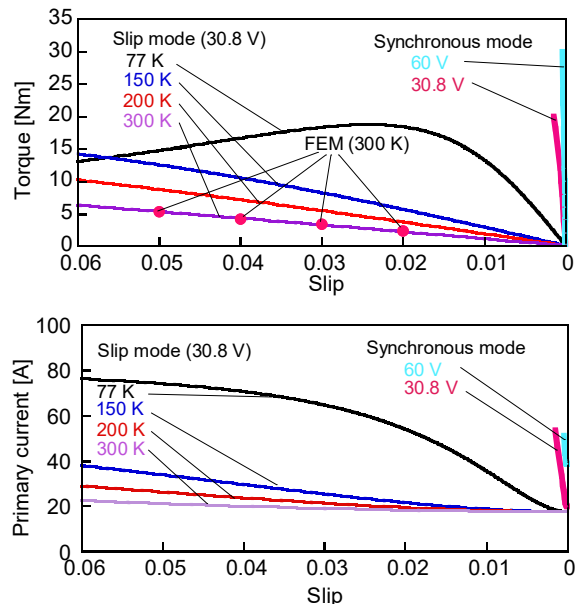 35
30
25
20
15
10
5
0
Torque [Nm]
Slip mode (30.8 V)
77 K
150 K
200 K
300 K
Synchronous mode
60 V
30.8 V
FEM (300 K)
0.06 0.05 0.04 0.03 0.02 0.01 0
Slip
100
80
60
40
20
0
Primary current [A]
Slip mode (30.8 V)
77 K
150 K
200 K
300 K
Synchronous mode
60 V
30.8 V
0.06 0.05 0.04 0.03 0.02 0.01 0
Slip